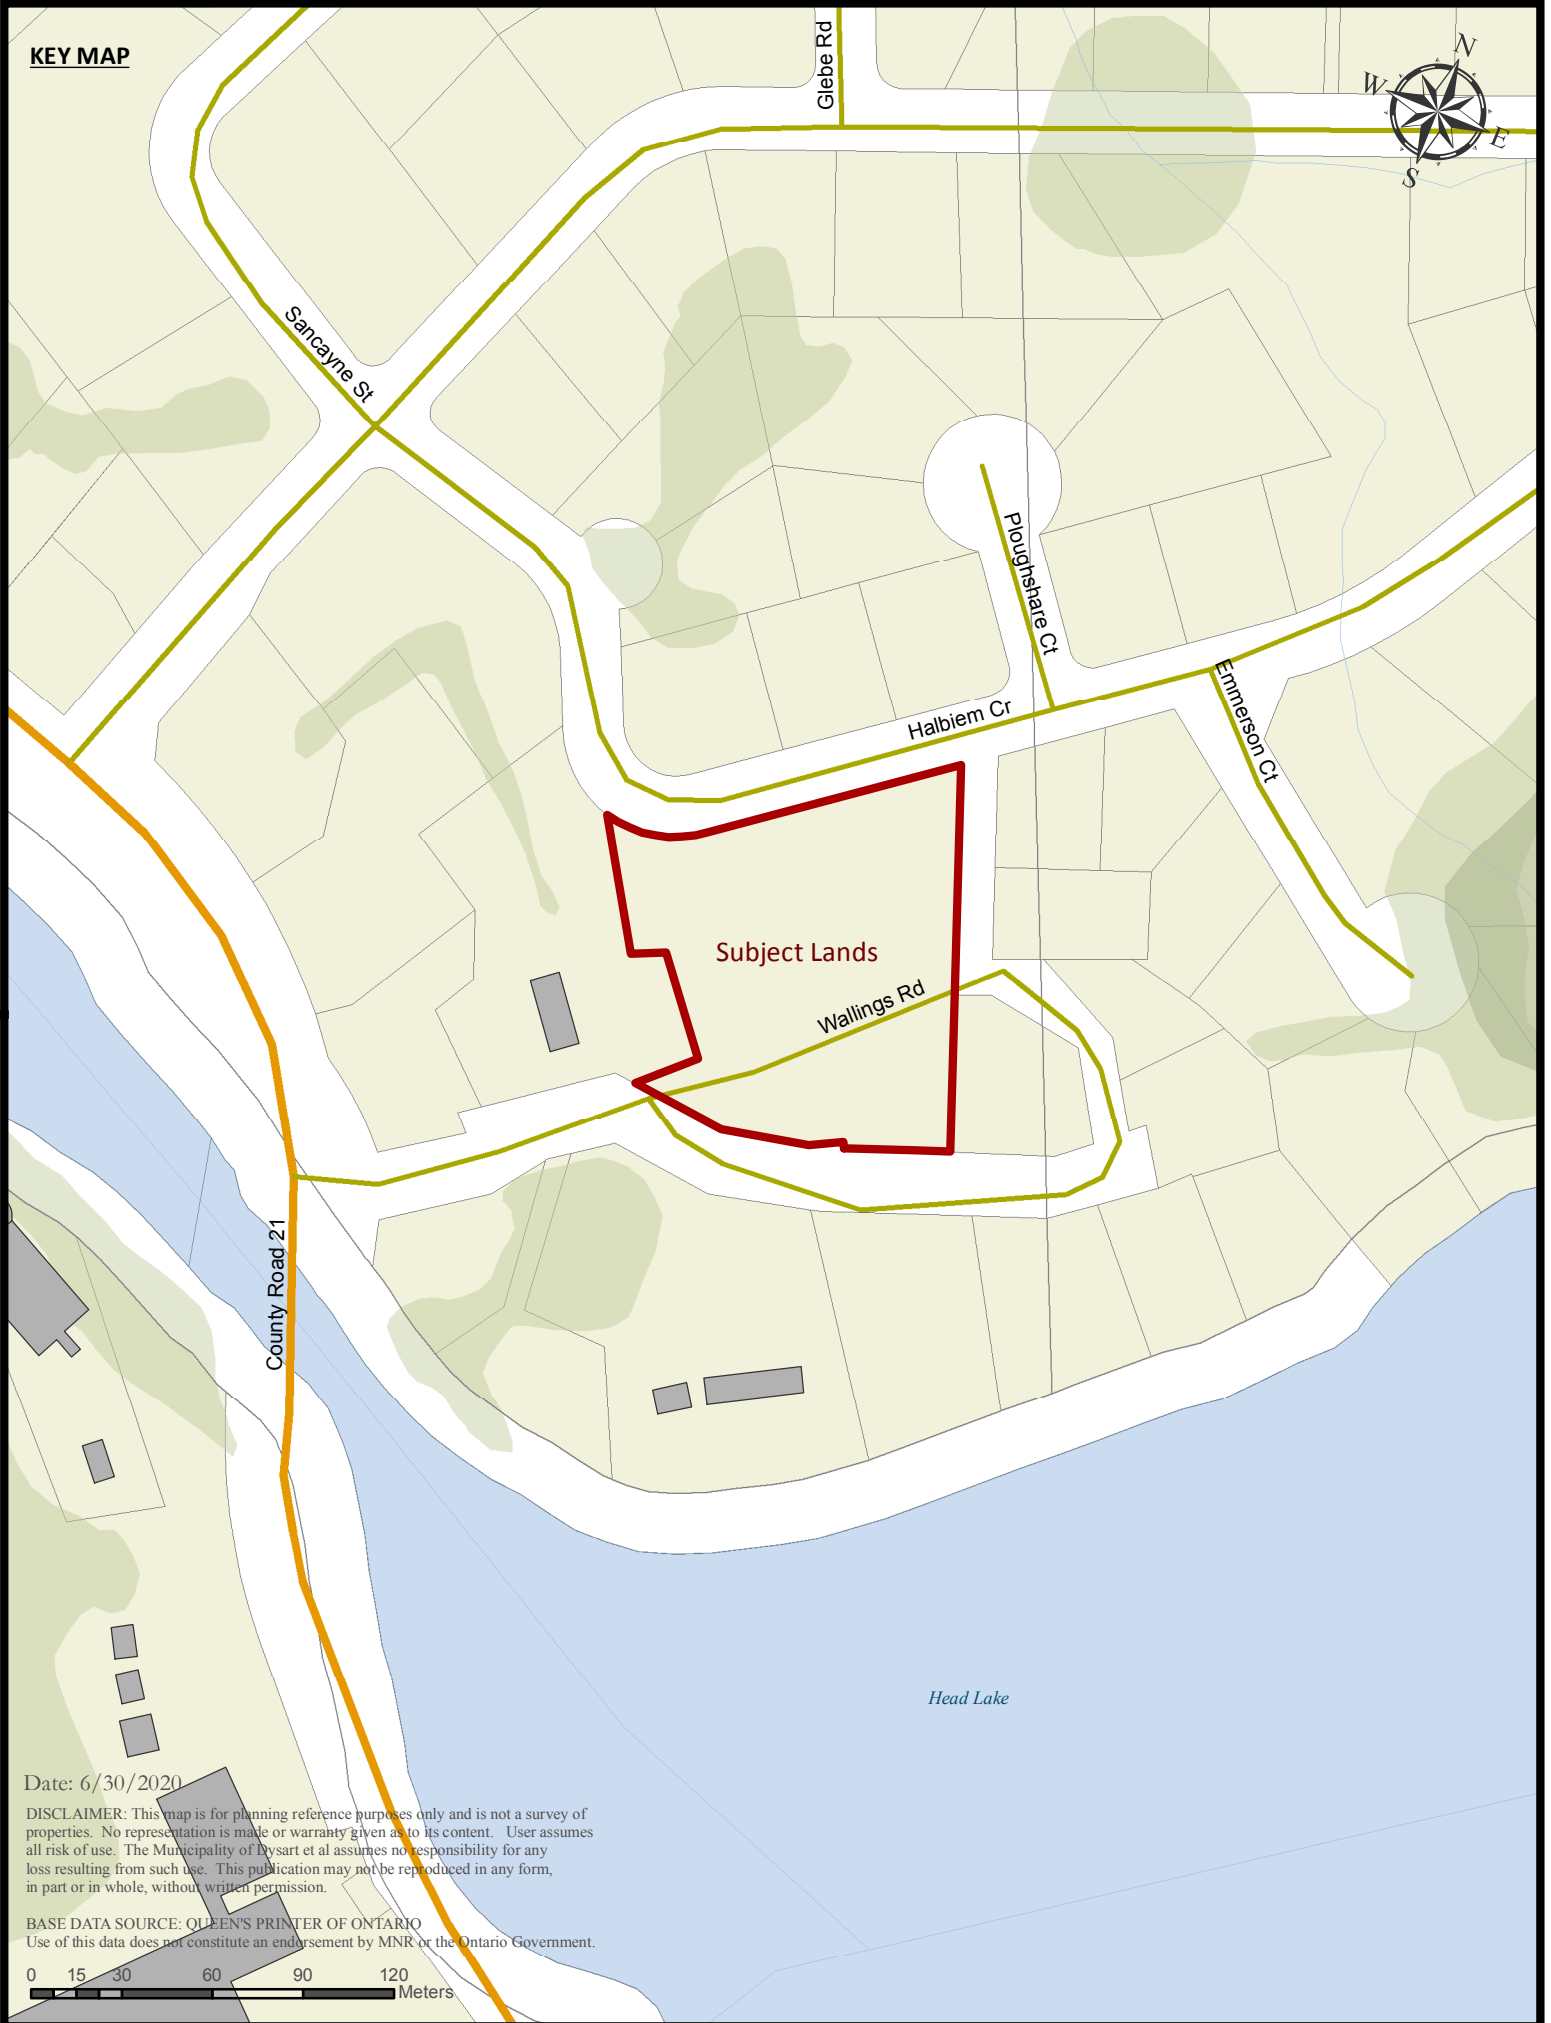 KEY MAP
Glebe Rd
N
W
E
S
Sancayne St
Ploughshare Ct
Halbiem Cr
Emmerson Ct
Subject Lands
Wallings Rd
County Road 21
Head Lake
Date: 6/30/2020
DISCLAIMER: This map is for planning reference purposes only and is not a survey of
properties. No representation is made or warranty given as to its content. User assumes
all risk of use. The Municipality of Dysart et al assumes no responsibility for any
loss resulting from such use. This publication may not be reproduced in any form,
in part or in whole, without written permission.
BASE DATA SOURCE: QUEEN'S PRINTER OF ONTARIO
Use of this data does not constitute an endorsement by MNR or the Ontario Government.
0 15 30 60 90 120
Meters